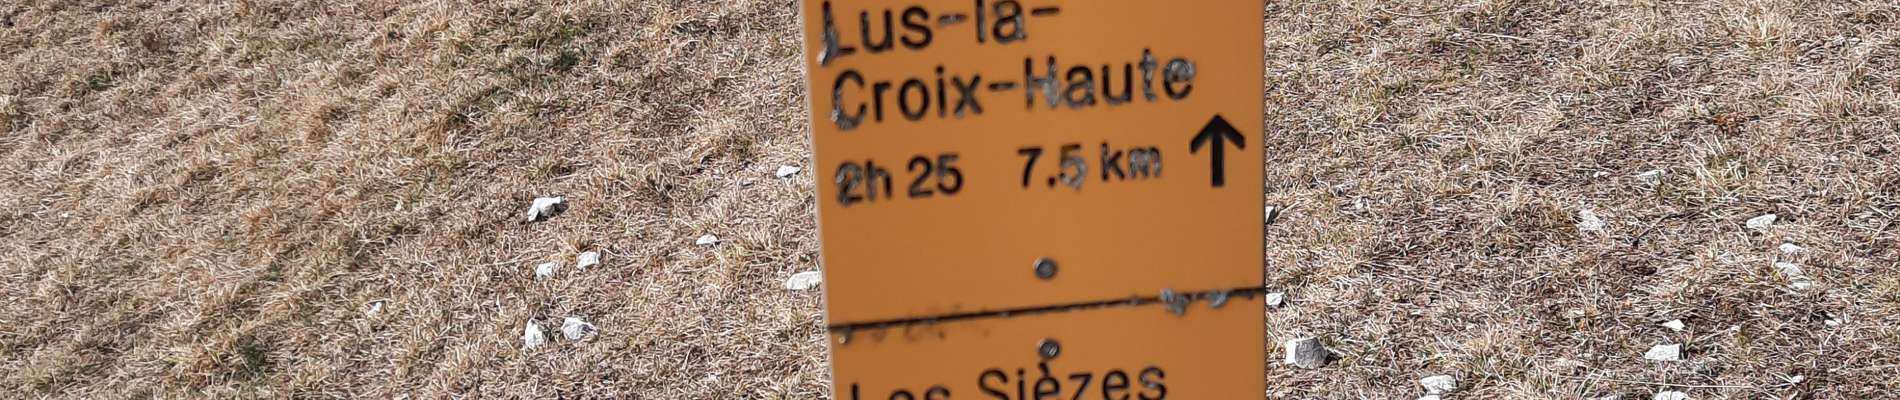 Lus-la-
Croix-Haute
2h 25 7.5 km ↑
Les Sièzes